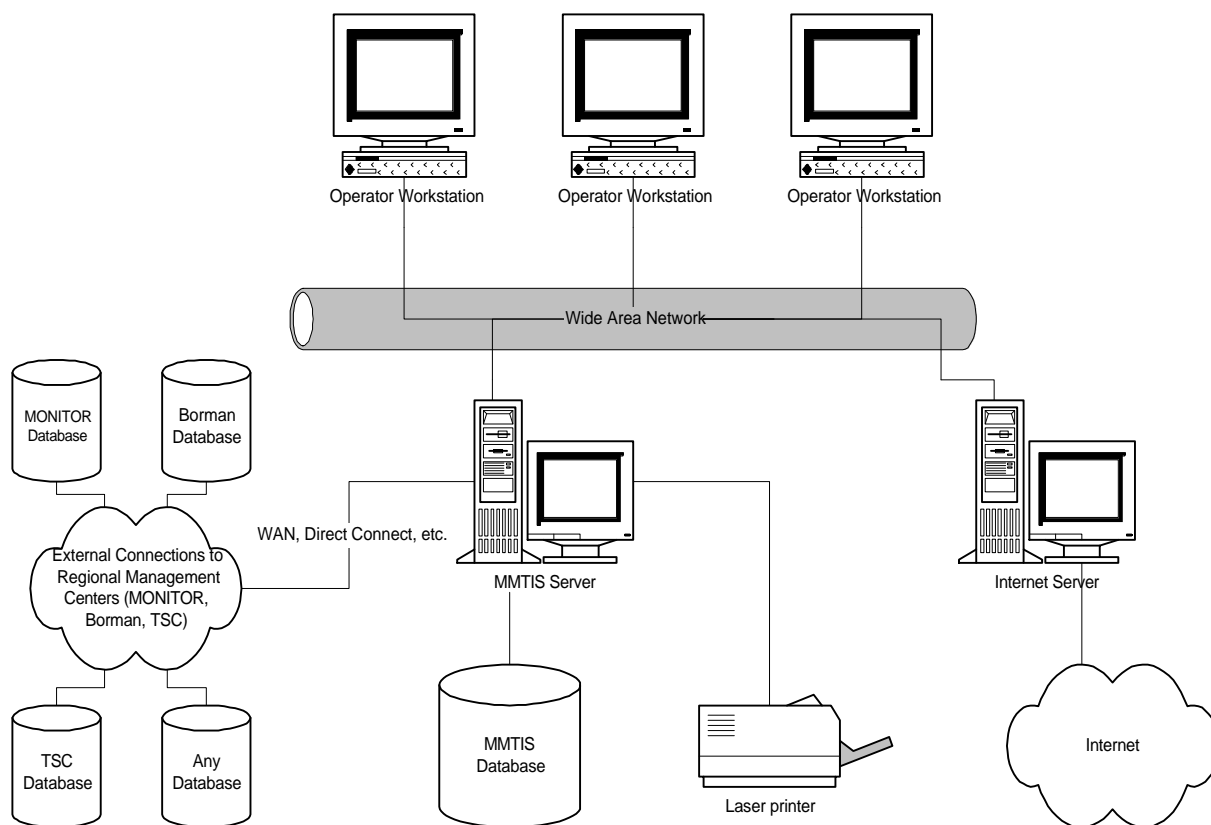 Operator Workstation
Operator Workstation
Operator Workstation
Wide Area Network
MONITOR
Database
Borman
Database
WAN, Direct Connect, etc.
External Connections to
Regional Management
Centers (MONITOR,
Borman, TSC)
MMTIS Server
Internet Server
TSC
Database
Any
Database
MMTIS
Database
Laser printer
Internet